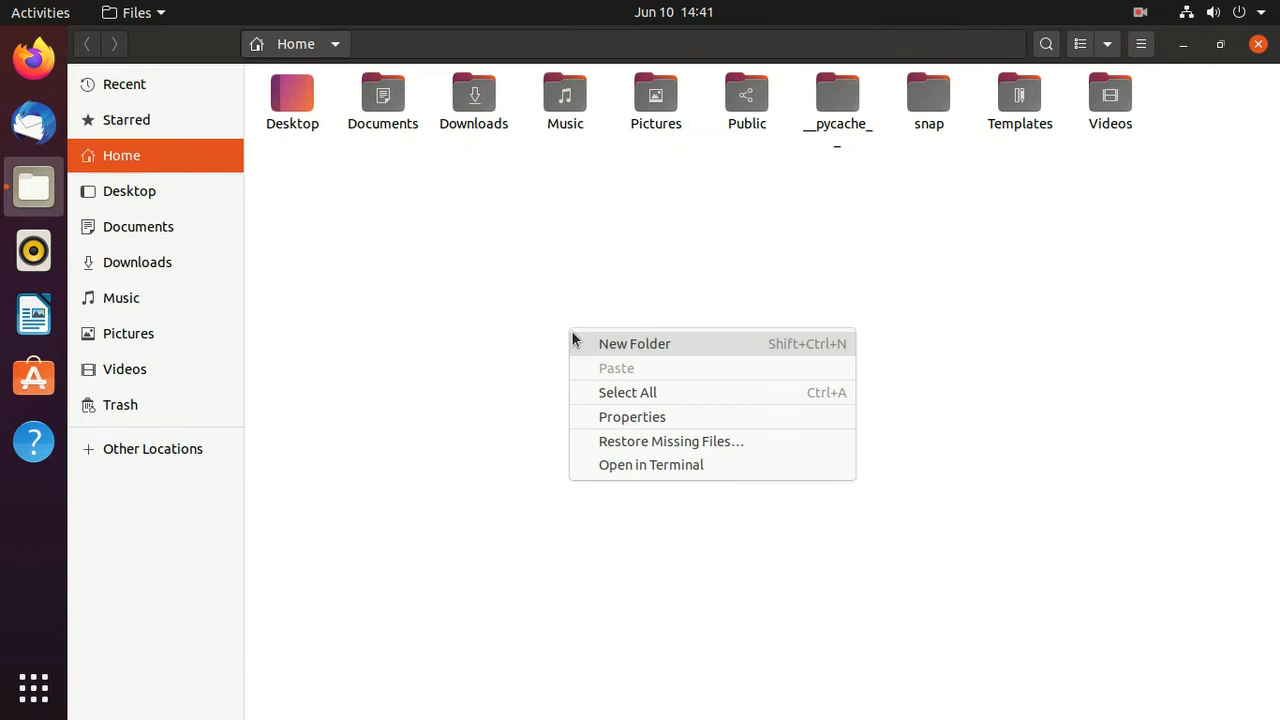 Activities
Files
Jun 10 14:41
Home
Recent
Starred
Home
Desktop
Documents
Downloads
Music
Pictures
Videos
Trash
Other Locations
Desktop
Documents
Downloads
Music
Pictures
Public
__pycache_
_
snap
Templates
Videos
New Folder Shift+Ctrl+N
Paste
Select All Ctrl+A
Properties
Restore Missing Files…
Open in Terminal